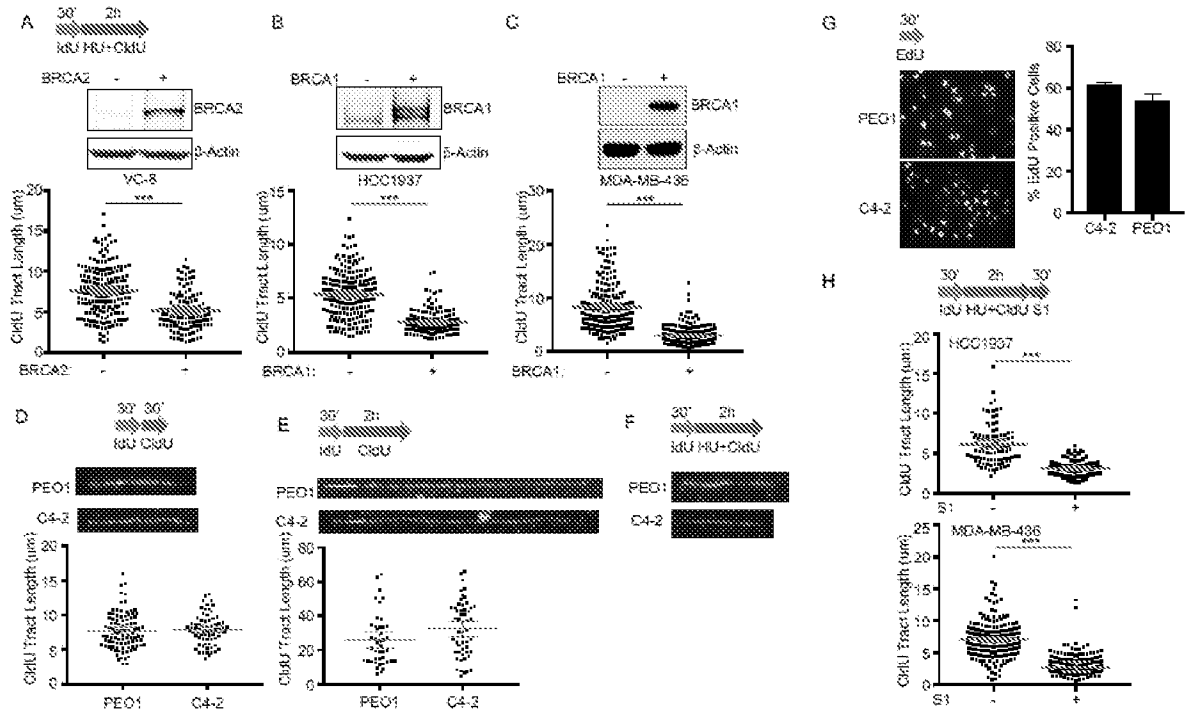 A
30' 2h
IdU HU+CldU
BRCA2 - +
BRCA2
β-Actin
VC-8
***
CldU Tract Length (um)
20
15
10
5
0
BRCA2: - +
B
BRCA1: - +
BRCA1
β-Actin
HCC1937
***
CldU Tract Length (um)
15
10
5
0
BRCA1: - +
C
BRCA1: - +
BRCA1
β-Actin
MDA-MB-436
***
CldU Tract Length (um)
30
20
10
0
BRCA1: - +
D
30' 30'
IdU CldU
PEO1
C4-2
CldU Tract Length (um)
20
15
10
5
0
PEO1 C4-2
E
30' 2h
IdU CldU
PEO1
C4-2
CldU Tract Length (um)
80
60
40
20
0
PEO1 C4-2
F
30' 2h
IdU HU+CldU
PEO1
C4-2
G
30'
EdU
PEO1
C4-2
% EdU Positive Cells
80
60
40
20
0
C4-2 PEO1
H
30' 2h 30'
IdU HU+CldU S1
HCC1937
***
CldU Tract Length (um)
20
15
10
5
0
S1 - +
MDA-MB-436
***
CldU Tract Length (um)
25
20
15
10
5
0
S1 - +